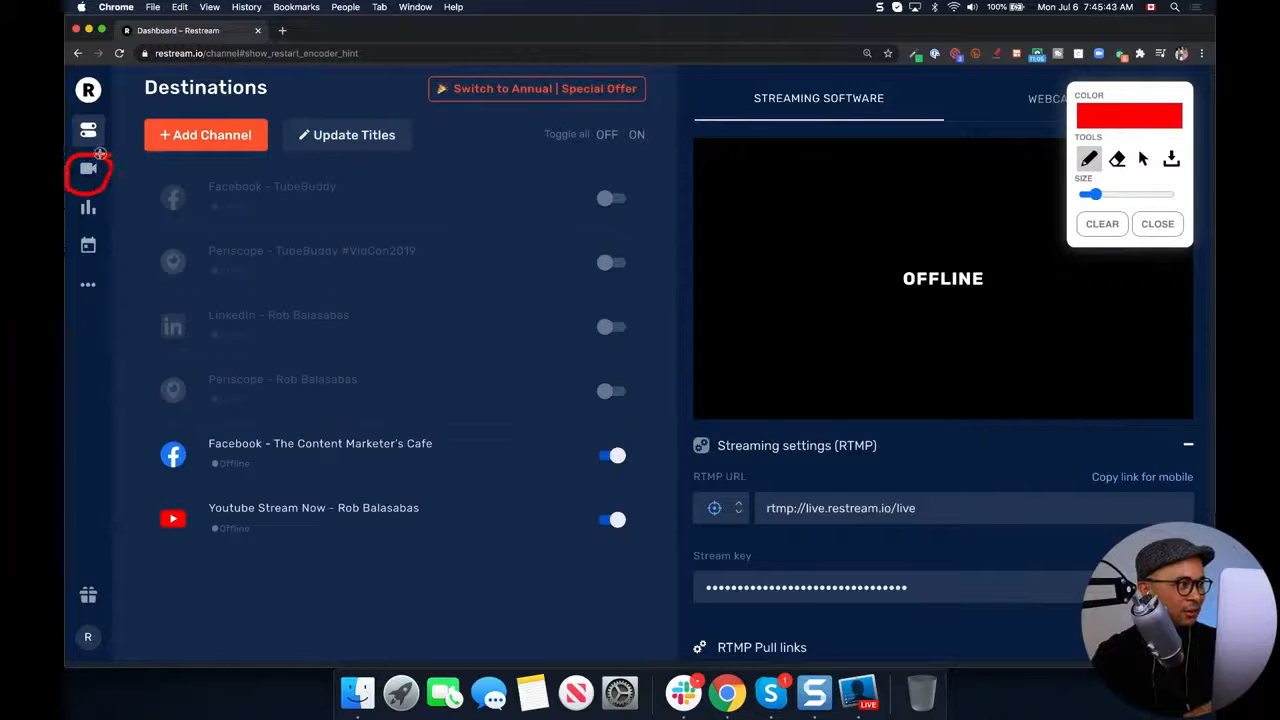 Chrome File Edit View History Bookmarks People Tab Window Help
100% Mon Jul 6 7:45:43 AM
Dashboard – Restream
restream.io/channel#show_restart_encoder_hint
Destinations
Switch to Annual | Special Offer
+ Add Channel
Update Titles
Toggle all OFF ON
Facebook - TubeBuddy
Periscope - TubeBuddy #VidCon2019
LinkedIn - Rob Balasabas
Periscope - Rob Balasabas
Facebook - The Content Marketer's Cafe
Offline
Youtube Stream Now - Rob Balasabas
Offline
R
R
STREAMING SOFTWARE
WEBCA
COLOR
TOOLS
SIZE
CLEAR CLOSE
OFFLINE
Streaming settings (RTMP)
RTMP URL
Copy link for mobile
rtmp://live.restream.io/live
Stream key
RTMP Pull links
LIVE